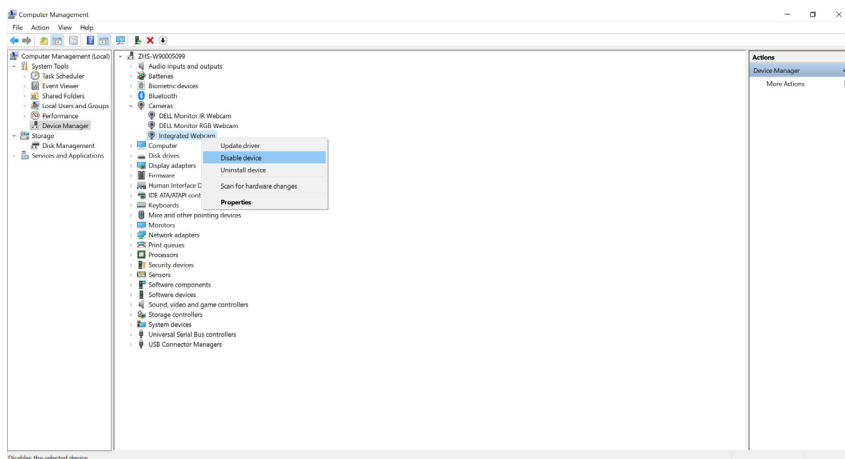 Computer Management
File Action View Help
Computer Management (Local)
System Tools
Task Scheduler
Event Viewer
Shared Folders
Local Users and Groups
Performance
Device Manager
Storage
Disk Management
Services and Applications
ZHS-W90005099
Audio inputs and outputs
Batteries
Biometric devices
Bluetooth
Cameras
DELL Monitor IR Webcam
DELL Monitor RGB Webcam
Integrated Webcam
Computer
Disk drives
Display adapters
Firmware
Human Interface D
IDE ATA/ATAPI cont
Keyboards
Mice and other pointing devices
Monitors
Network adapters
Print queues
Processors
Security devices
Sensors
Software components
Software devices
Sound, video and game controllers
Storage controllers
System devices
Universal Serial Bus controllers
USB Connector Managers
Update driver
Disable device
Uninstall device
Scan for hardware changes
Properties
Actions
Device Manager
More Actions
Disables the selected device.